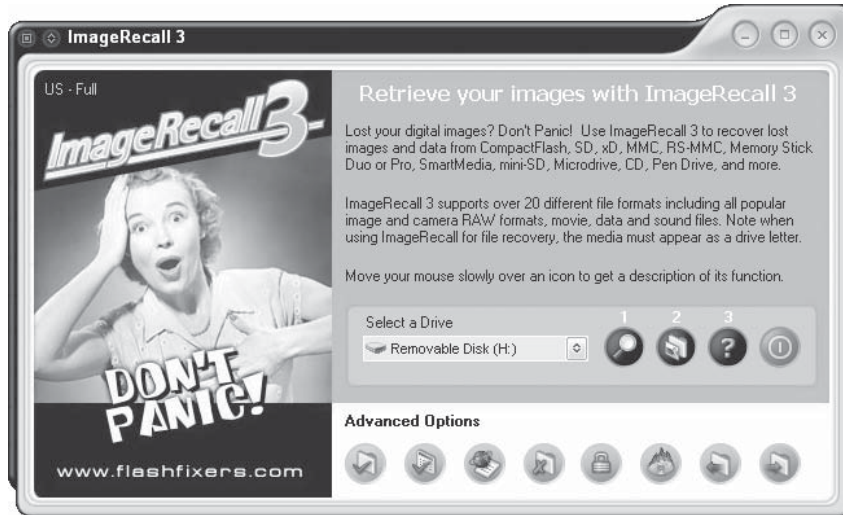 ImageRecall 3
US - Full
ImageRecall 3
DON'T
PANIC!
www.flashfixers.com
Retrieve your images with ImageRecall 3
Lost your digital images? Don't Panic! Use ImageRecall 3 to recover lost
images and data from CompactFlash, SD, xD, MMC, RS-MMC, Memory Stick
Duo or Pro, SmartMedia, mini-SD, Microdrive, CD, Pen Drive, and more.
ImageRecall 3 supports over 20 different file formats including all popular
image and camera RAW formats, movie, data and sound files. Note when
using ImageRecall for file recovery, the media must appear as a drive letter.
Move your mouse slowly over an icon to get a description of its function.
1 2 3
Select a Drive
Removable Disk (H:)
?
Advanced Options